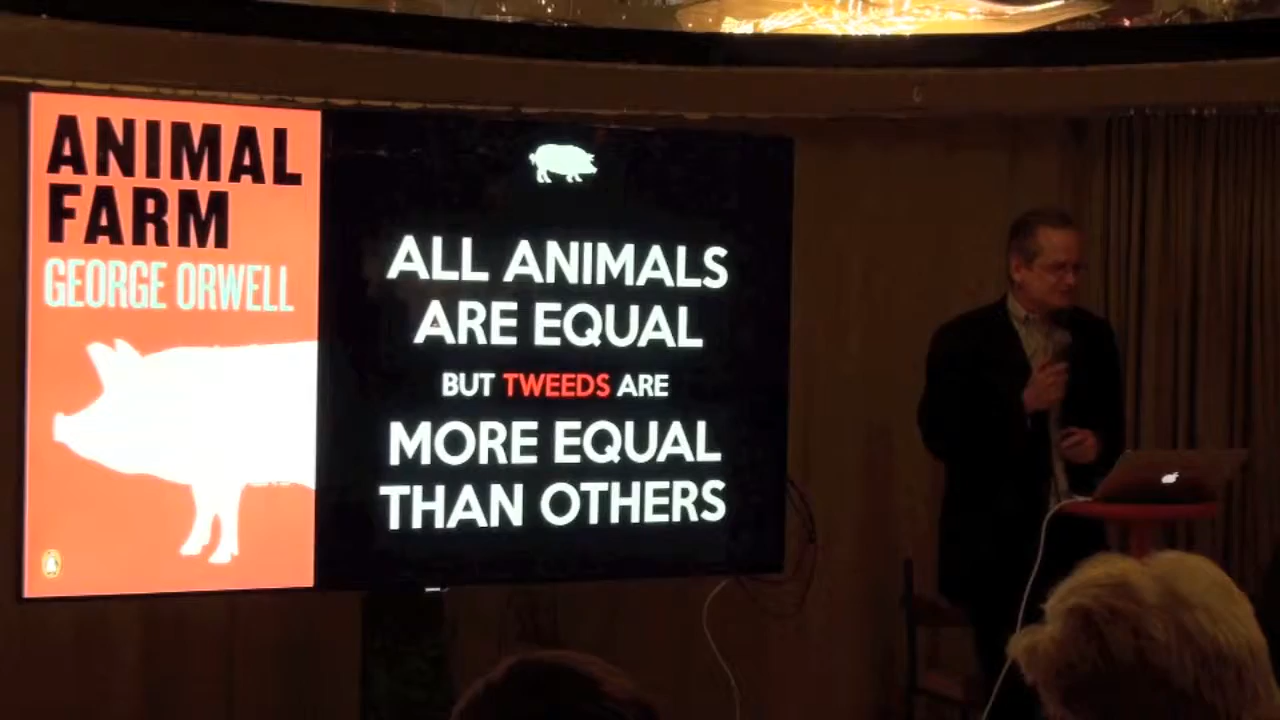 ANIMAL
FARM
GEORGE ORWELL
ALL ANIMALS
ARE EQUAL
BUT TWEEDS ARE
MORE EQUAL
THAN OTHERS